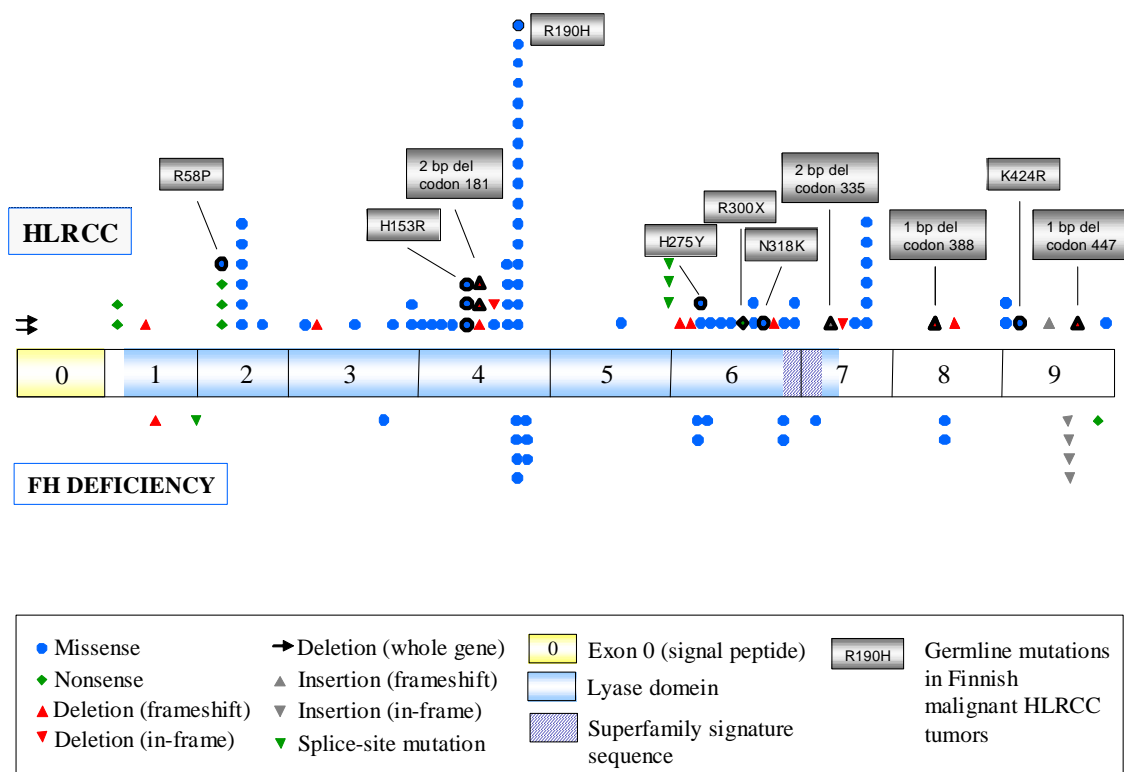 R190H
2 bp del
codon 181
2 bp del
codon 335
R58P
K424R
R300X
HLRCC
H153R
H275Y
N318K
1 bp del
codon 388
1 bp del
codon 447
0 1 2 3 4 5 6 7 8 9
FH DEFICIENCY
Missense
Nonsense
Deletion (frameshift)
Deletion (in-frame)
Deletion (whole gene)
Insertion (frameshift)
Insertion (in-frame)
Splice-site mutation
0 Exon 0 (signal peptide)
Lyase domein
Superfamily signature
sequence
R190H
Germline mutations
in Finnish
malignant HLRCC
tumors